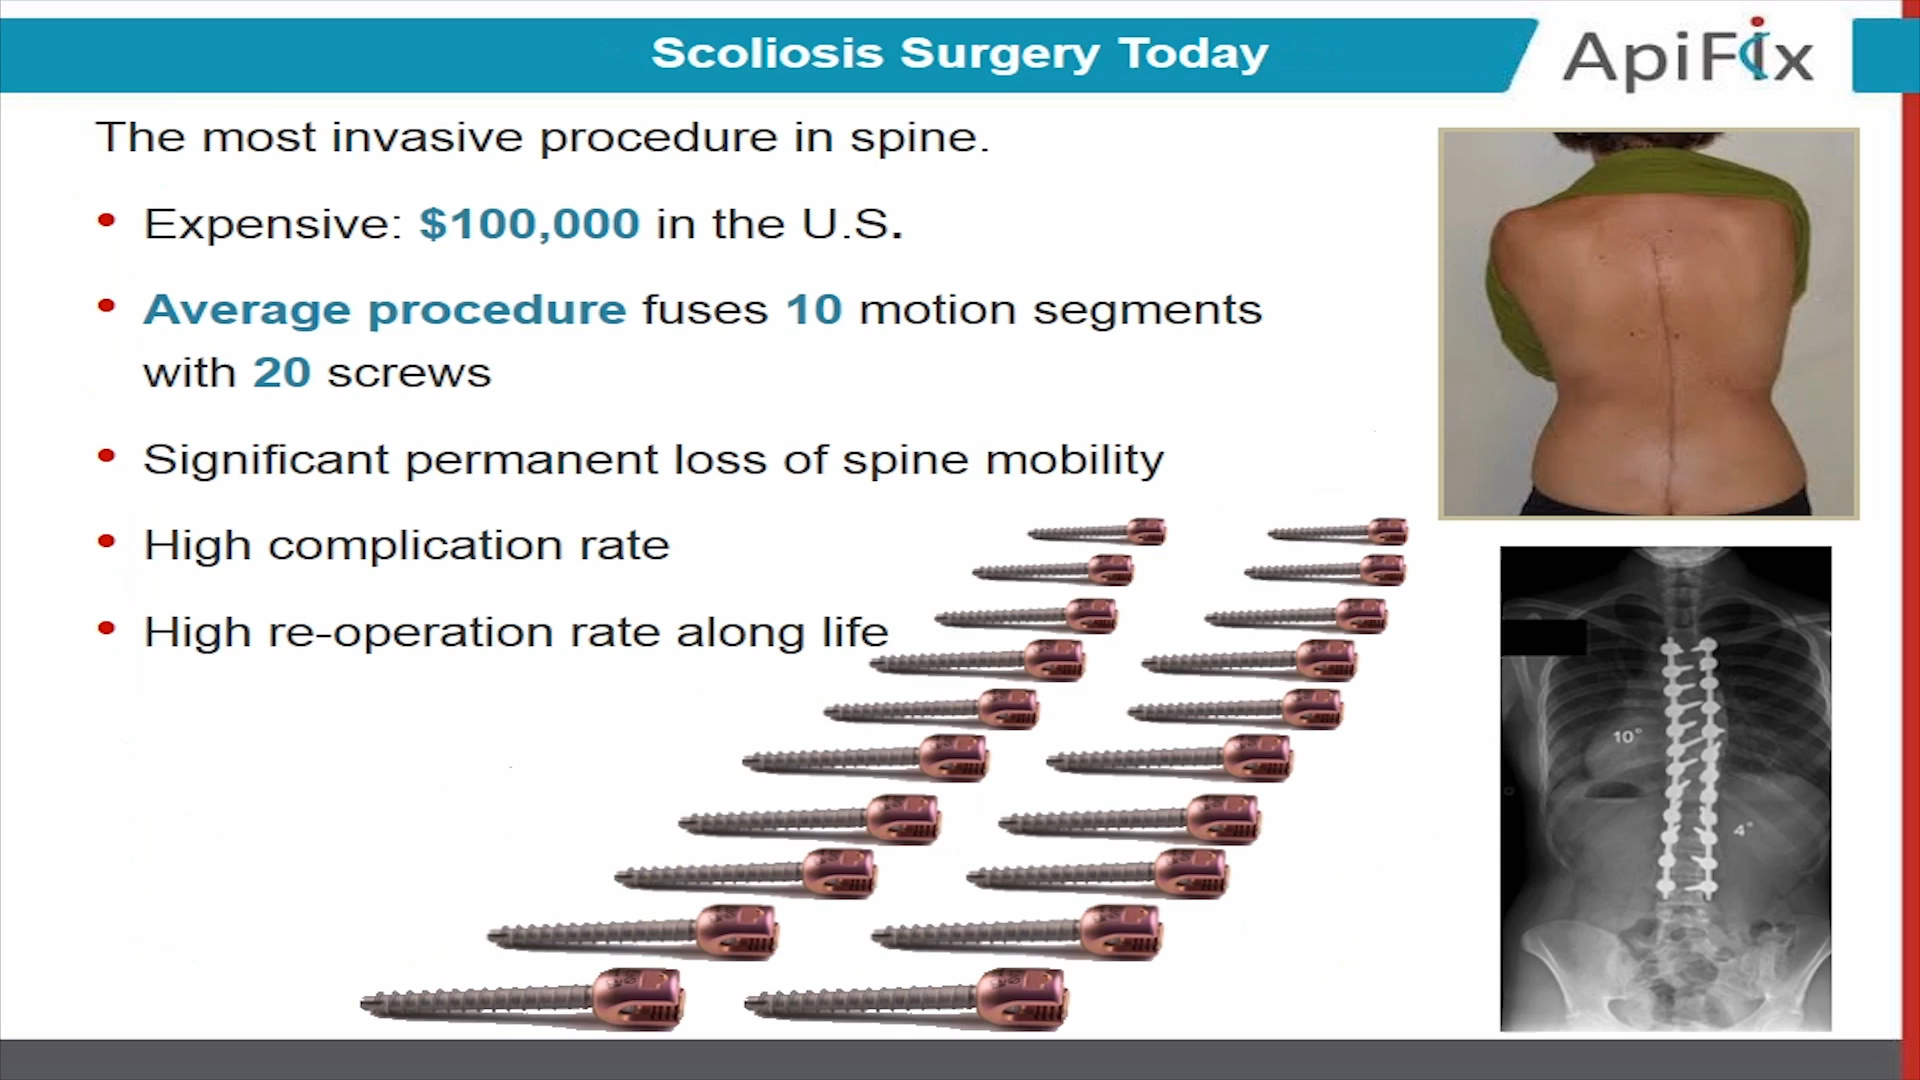 Scoliosis Surgery Today
ApiFix
The most invasive procedure in spine.
• Expensive: $100,000 in the U.S.
• Average procedure fuses 10 motion segments
with 20 screws
• Significant permanent loss of spine mobility
• High complication rate
• High re-operation rate along life
10°
4°